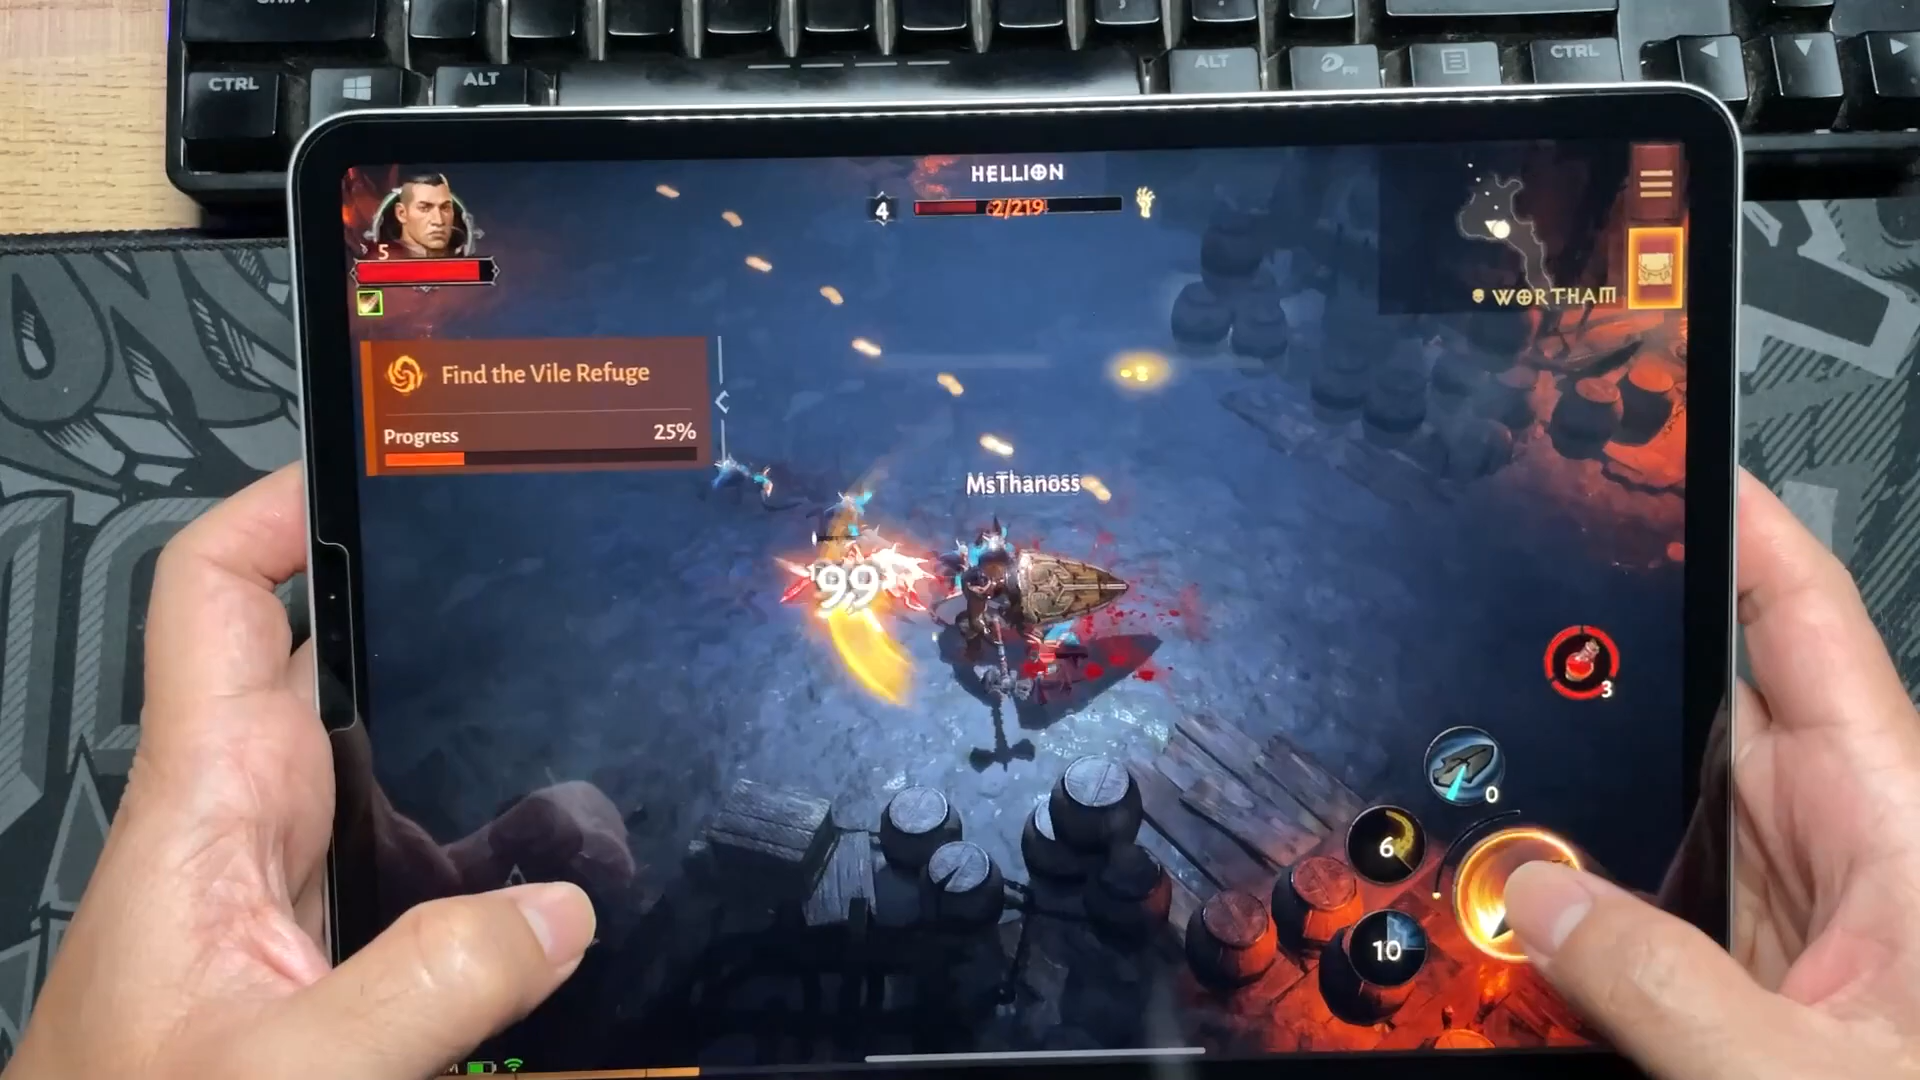 CTRL
ALT
ALT
CTRL
HELLION
4
2/219
5
WORTHAM
Find the Vile Refuge
Progress
25%
MsThanoss
99
3
0
6
10